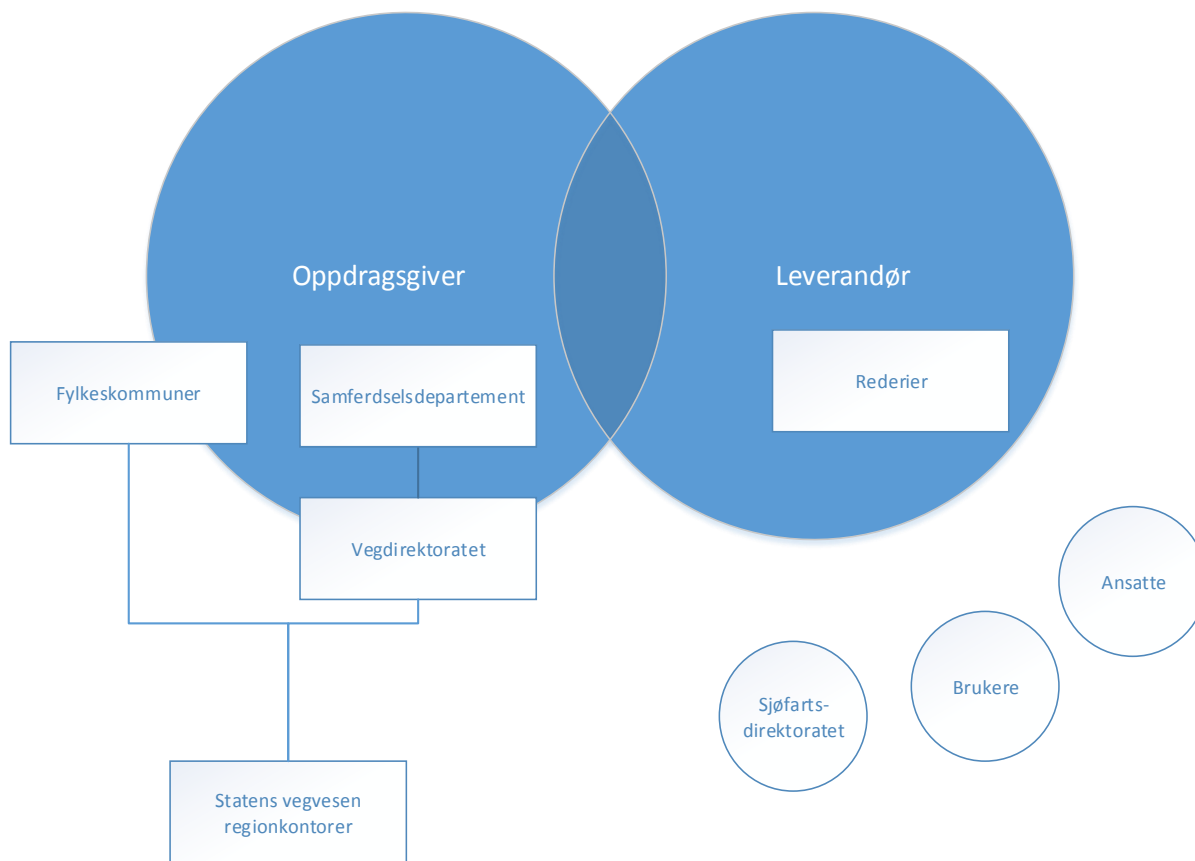 Oppdragsgiver
Leverandør
Fylkeskommuner
Samferdselsdepartement
Rederier
Vegdirektoratet
Ansatte
Brukere
Sjøfarts-
direktoratet
Statens vegvesen
regionkontorer